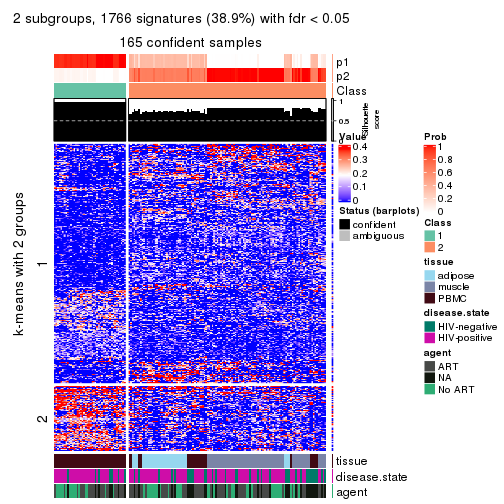 2 subgroups, 1766 signatures (38.9%) with fdr < 0.05
165 confident samples
p1
p2
Class
1
0.5
0
Silhouette
score
k-means with 2 groups
1
2
tissue
disease.state
agent
Value
0.4
0.3
0.2
0.1
0
Status (barplots)
confident
ambiguous
Prob
1
0.8
0.6
0.4
0.2
0
Class
1
2
tissue
adipose
muscle
PBMC
disease.state
HIV-negative
HIV-positive
agent
ART
NA
No ART